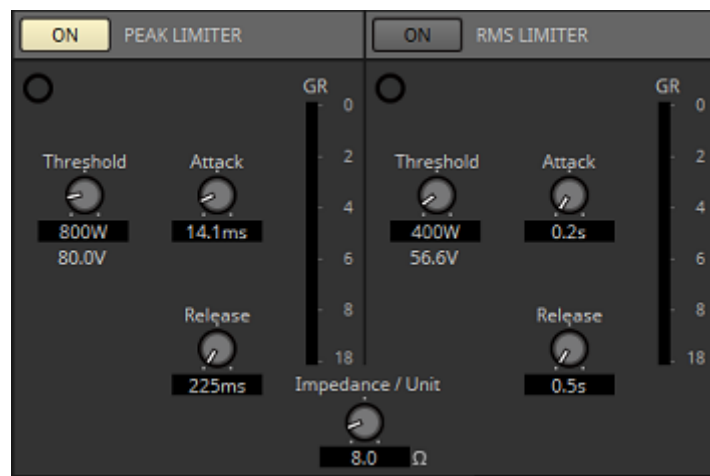 ON PEAK LIMITER ON RMS LIMITER
GR GR
0 0
2 2
Threshold Attack Threshold Attack
4 4
800W 14.1ms 400W 0.2s
80.0V 6 56.6V 6
Release 8 Release 8
18 18
225ms Impedance / Unit 0.5s
8.0 Ω